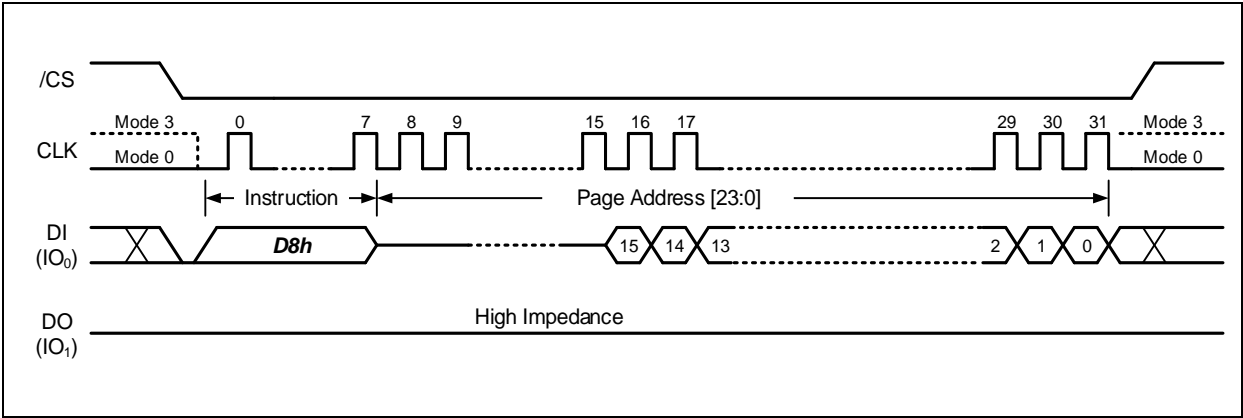 /CS
Mode 3 0 7 8 9 15 16 17 29 30 31 Mode 3
CLK
Mode 0 Mode 0
Instruction Page Address [23:0]
DI
(IO₀)
D8h 15 14 13 2 1 0
High Impedance
DO
(IO₁)